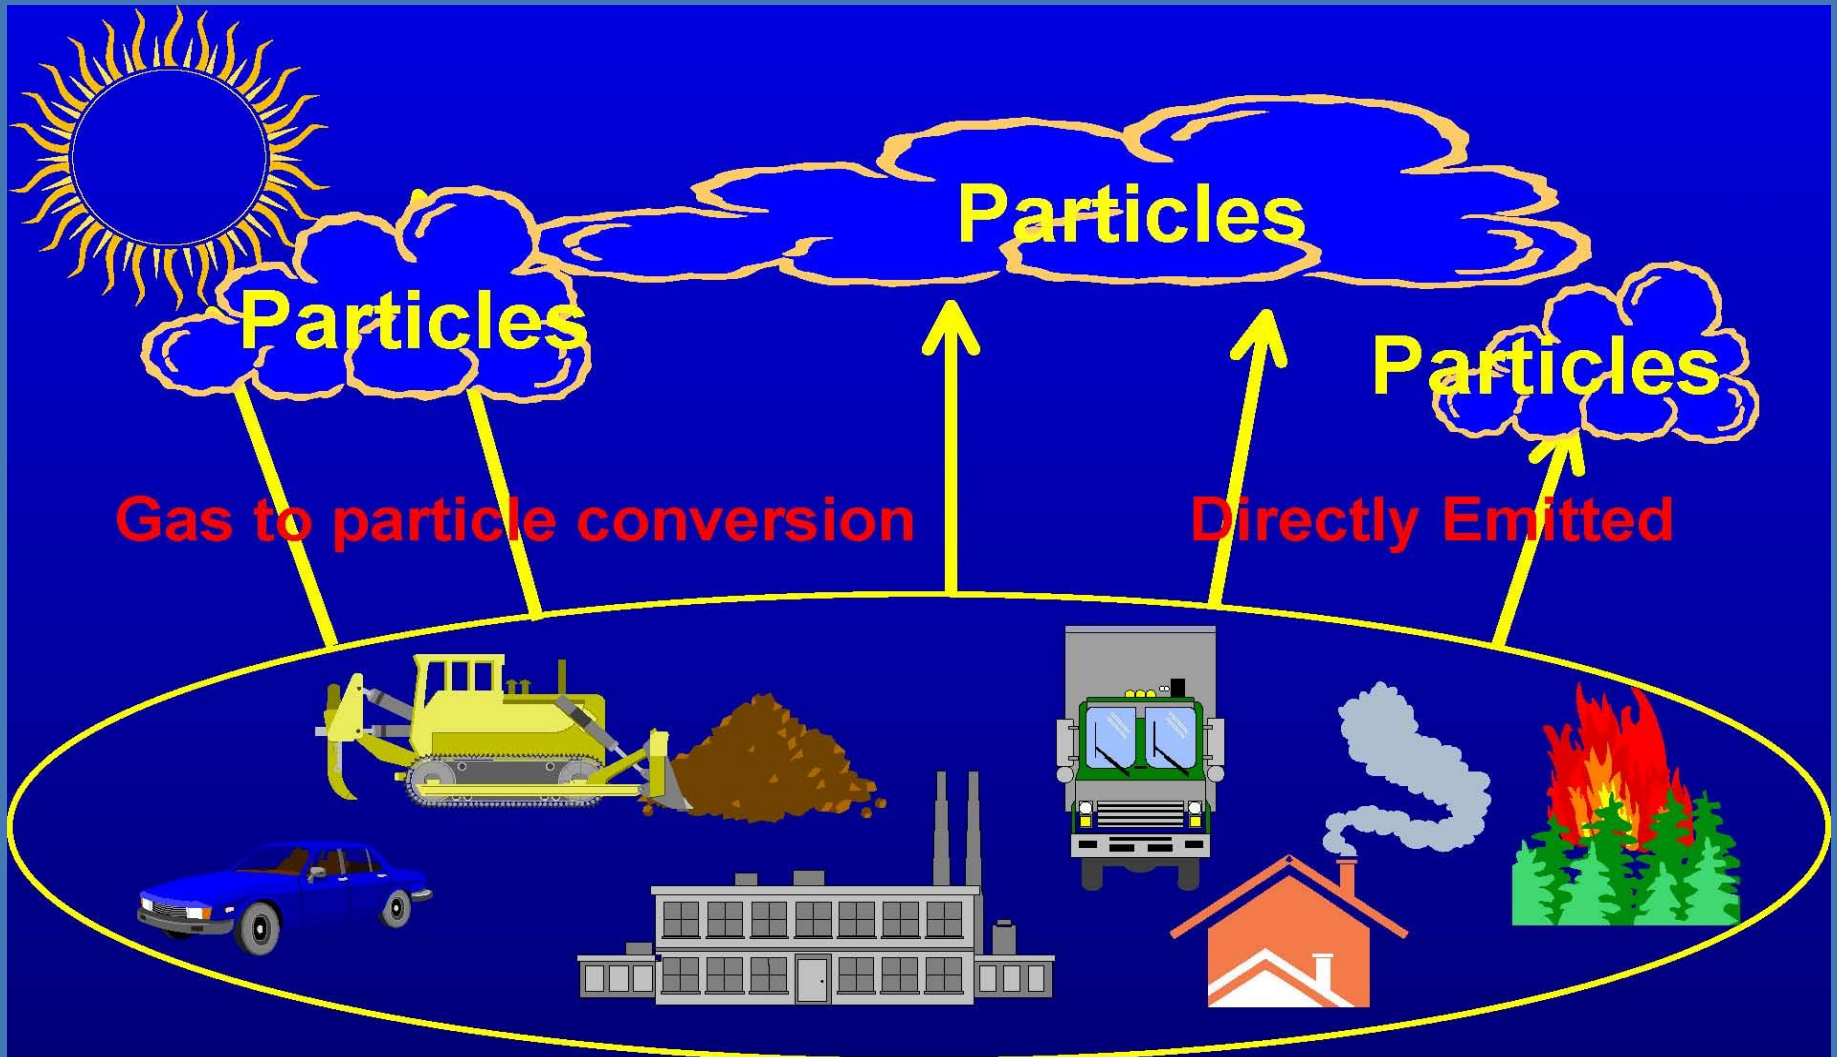 Particles
Particles
Particles
Gas to particle conversion
Directly Emitted